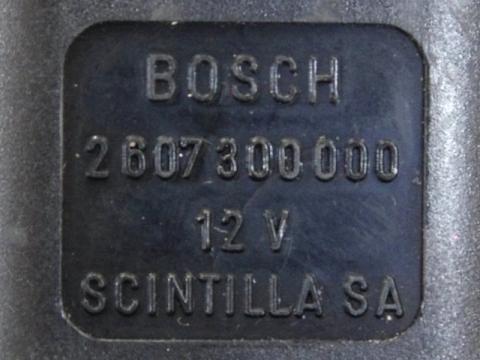 BOSCH
2 607 300 000
12 V
SCINTILLA SA